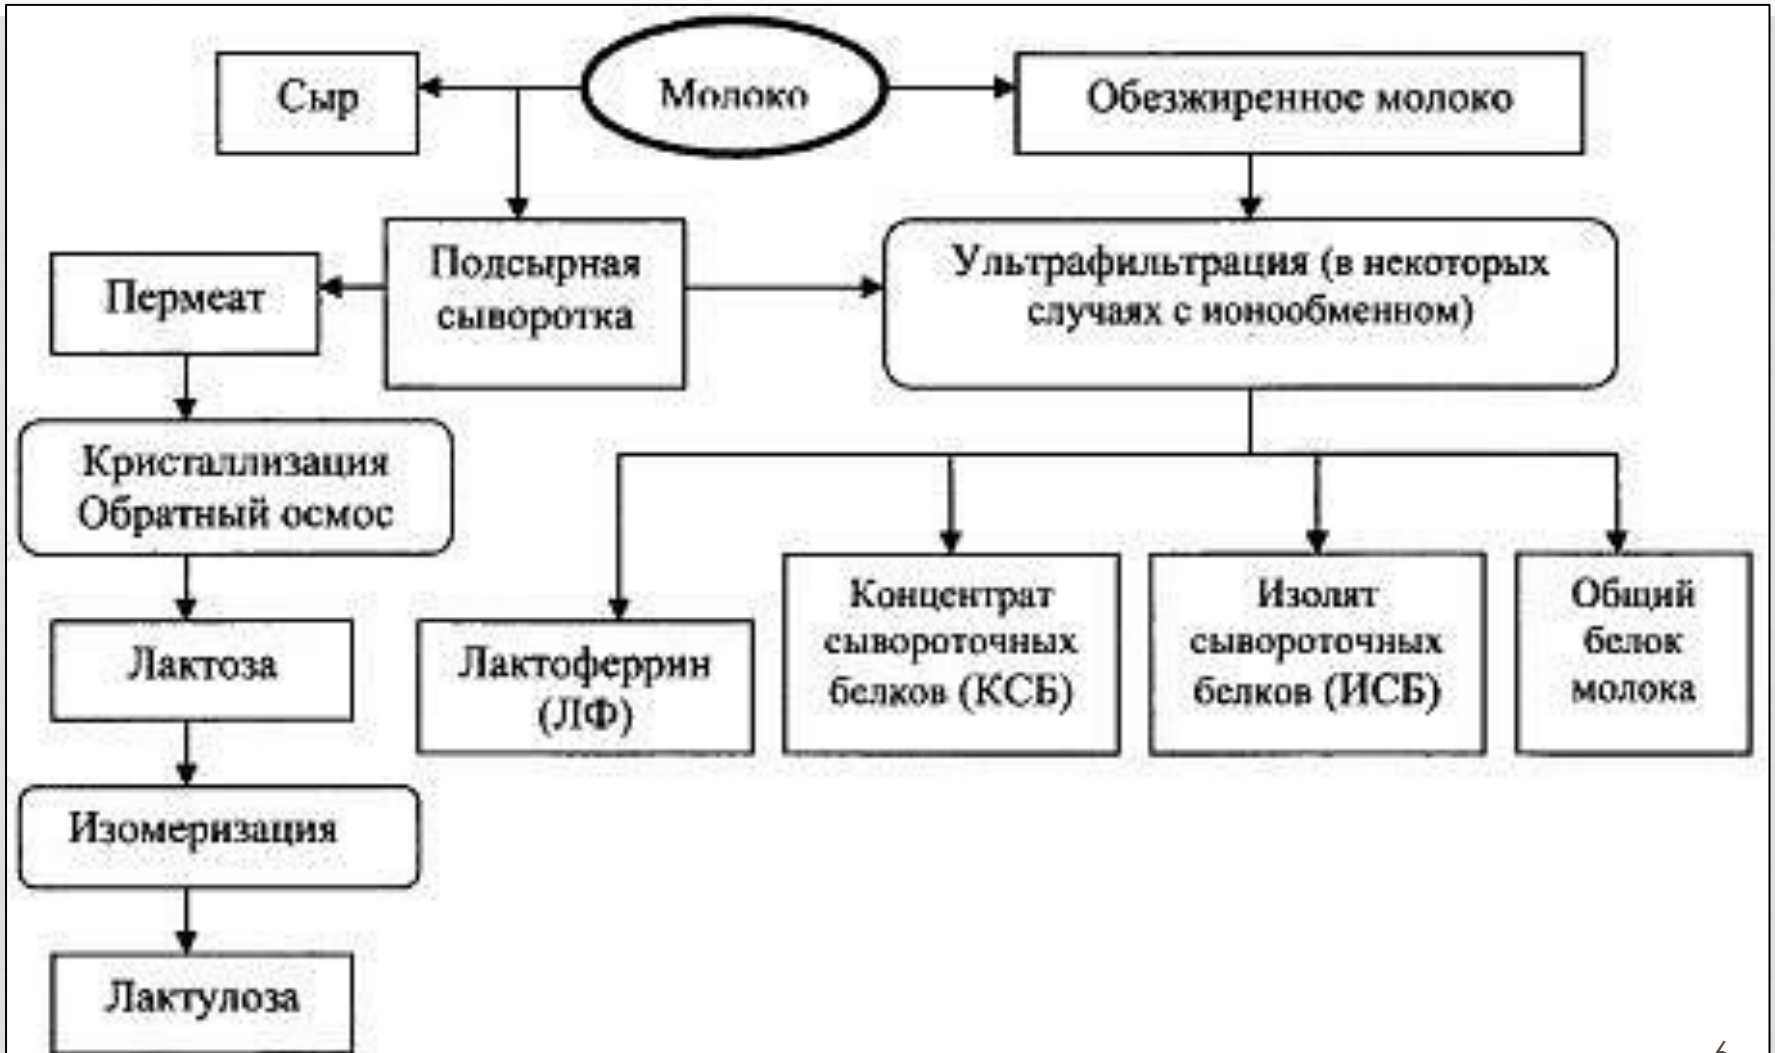 Сыр
Молоко
Обезжиренное молоко
Подсырная
сыворотка
Ультрафильтрация (в некоторых
случаях с ионообменном)
Пермеат
Кристаллизация
Обратный осмос
Лактоза
Лактоферрин
(ЛФ)
Концентрат
сывороточных
белков (КСБ)
Изолят
сывороточных
белков (ИСБ)
Общий
белок
молока
Изомеризация
Лактулоза
6